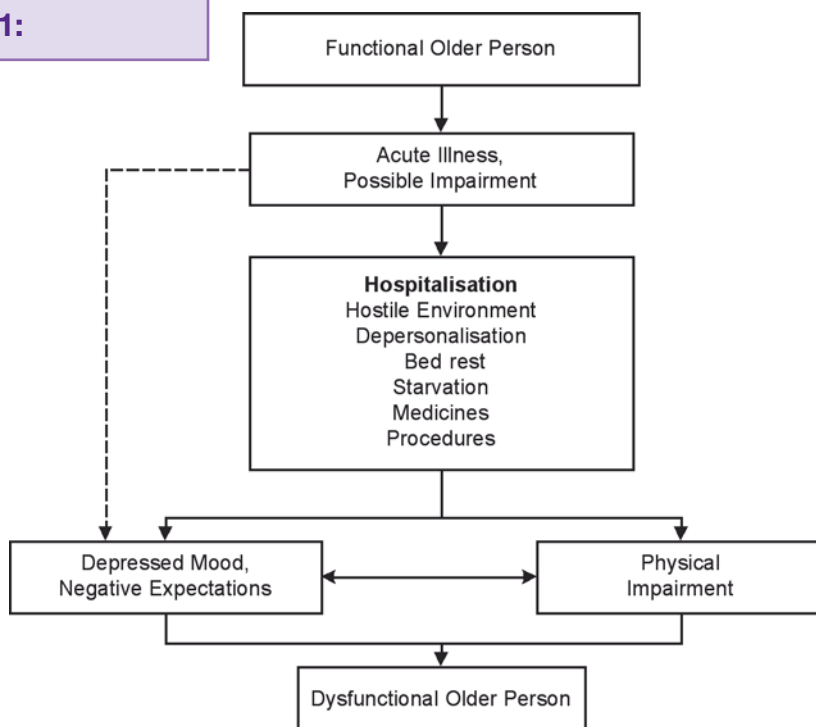 1:
Functional Older Person
Acute Illness,
Possible Impairment
Hospitalisation
Hostile Environment
Depersonalisation
Bed rest
Starvation
Medicines
Procedures
Depressed Mood,
Negative Expectations
Physical
Impairment
Dysfunctional Older Person